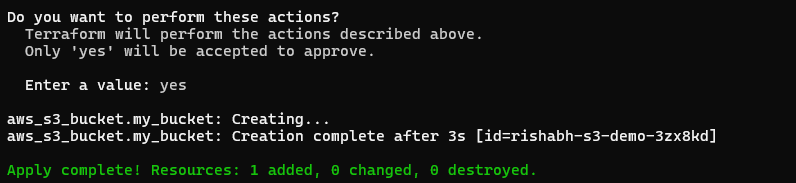 Do you want to perform these actions?
Terraform will perform the actions described above.
Only 'yes' will be accepted to approve.
Enter a value: yes
aws_s3_bucket.my_bucket: Creating...
aws_s3_bucket.my_bucket: Creation complete after 3s [id=rishabh-s3-demo-3zx8kd]
Apply complete! Resources: 1 added, 0 changed, 0 destroyed.